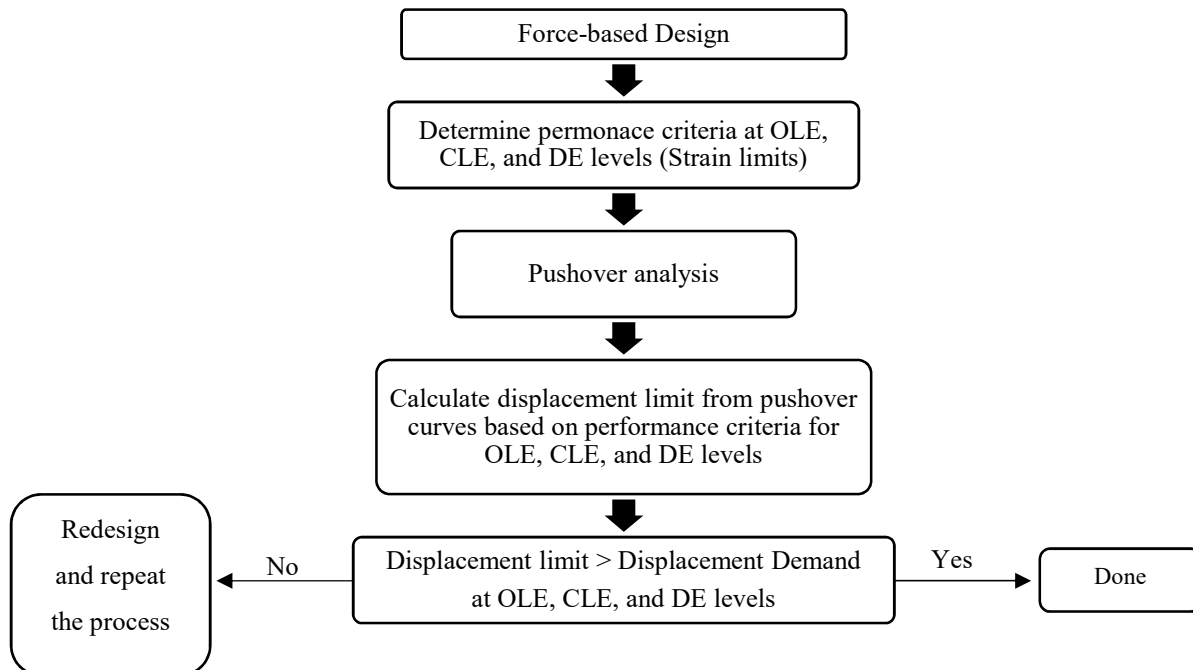 Force-based Design
Determine permonace criteria at OLE,
CLE, and DE levels (Strain limits)
Pushover analysis
Calculate displacement limit from pushover
curves based on performance criteria for
OLE, CLE, and DE levels
Displacement limit > Displacement Demand
at OLE, CLE, and DE levels
No
Redesign
and repeat
the process
Yes
Done